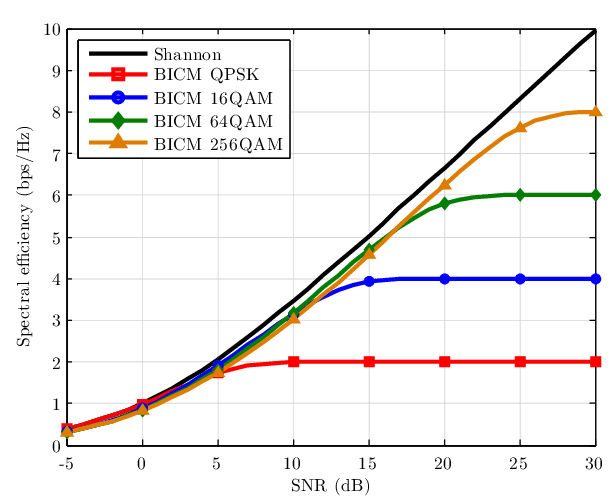 10
9
8
7
6
5
4
3
2
1
0
Spectral efficiency (bps/Hz)
Shannon
BICM QPSK
BICM 16QAM
BICM 64QAM
BICM 256QAM
-5 0 5 10 15 20 25 30
SNR (dB)